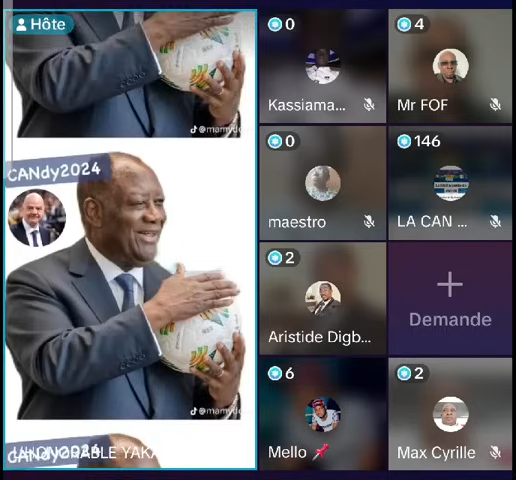 Hôte
@mamydo
CANdy2024
@mamydo
CANdy2024
0
Kassiama...
4
Mr FOF
0
maestro
146
LA CAN ...
2
Aristide Digb...
Demande
6
Mello
2
Max Cyrille